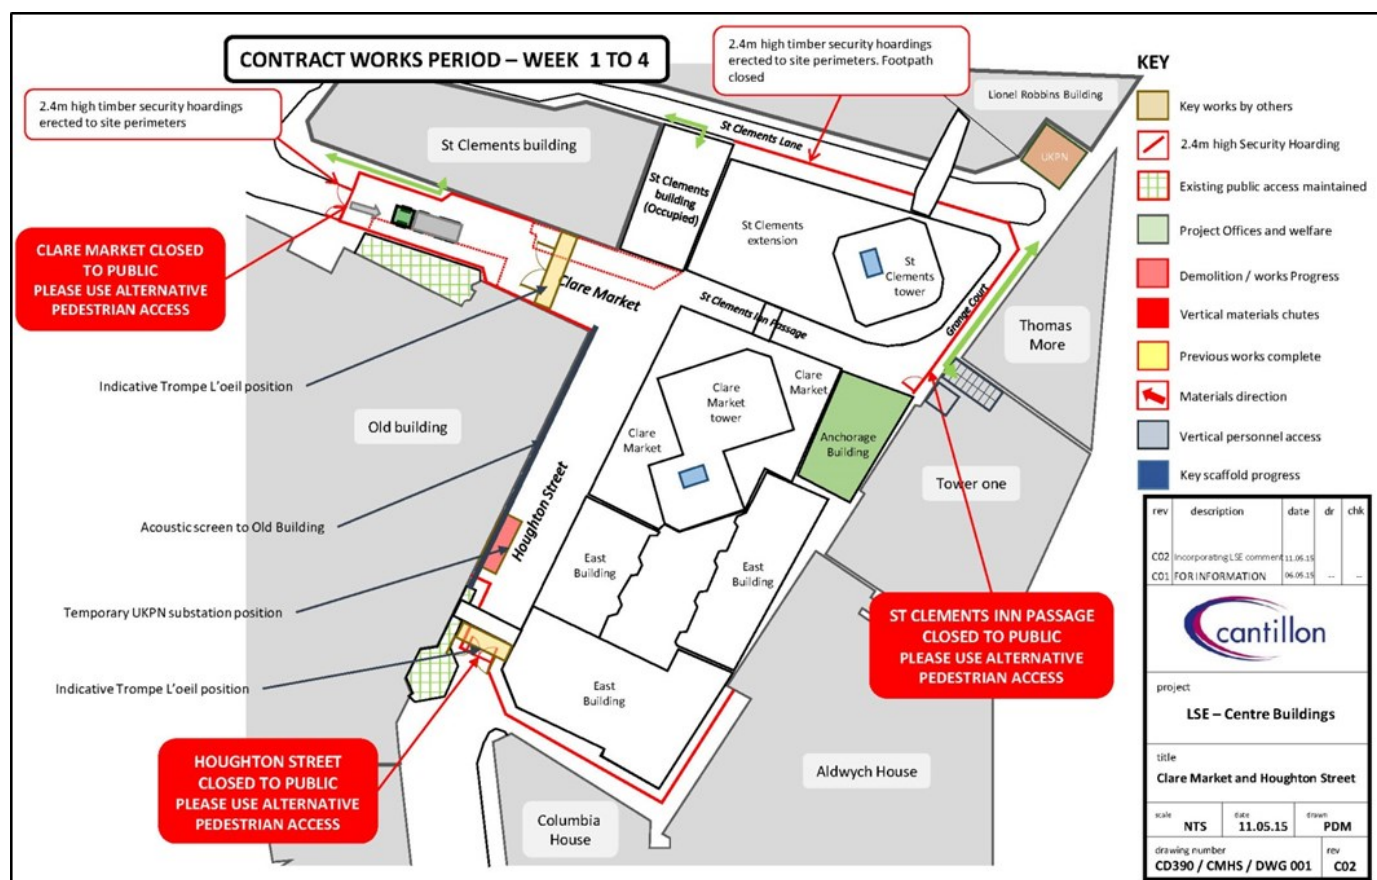 CONTRACT WORKS PERIOD – WEEK 1 TO 4
2.4m high timber security hoardings
erected to site perimeters. Footpath
closed
2.4m high timber security hoardings
erected to site perimeters
CLARE MARKET CLOSED
TO PUBLIC
PLEASE USE ALTERNATIVE
PEDESTRIAN ACCESS
Indicative Trompe L'oeil position
Acoustic screen to Old Building
Temporary UKPN substation position
Indicative Trompe L'oeil position
HOUGHTON STREET
CLOSED TO PUBLIC
PLEASE USE ALTERNATIVE
PEDESTRIAN ACCESS
St Clements building
St Clements
building
(Occupied)
St Clements Lane
Lionel Robbins Building
UKPN
St Clements
extension
St
Clements
tower
Clare Market
St Clements Inn Passage
Grange Court
Thomas
More
Old building
Clare
Market
tower
Clare
Market
Clare
Market
Anchorage
Building
Tower one
Houghton Street
East
Building
East
Building
East
Building
Aldwych House
Columbia
House
ST CLEMENTS INN PASSAGE
CLOSED TO PUBLIC
PLEASE USE ALTERNATIVE
PEDESTRIAN ACCESS
KEY
Key works by others
2.4m high Security Hoarding
Existing public access maintained
Project Offices and welfare
Demolition / works Progress
Vertical materials chutes
Previous works complete
Materials direction
Vertical personnel access
Key scaffold progress
rev description date dr chk
C02 Incorporating LSE comment 11.05.15
C01 FOR INFORMATION 06.05.15 -- --
cantillon
project
LSE – Centre Buildings
title
Clare Market and Houghton Street
scale date drawn
NTS 11.05.15 PDM
drawing number rev
CD390 / CMHS / DWG 001 C02